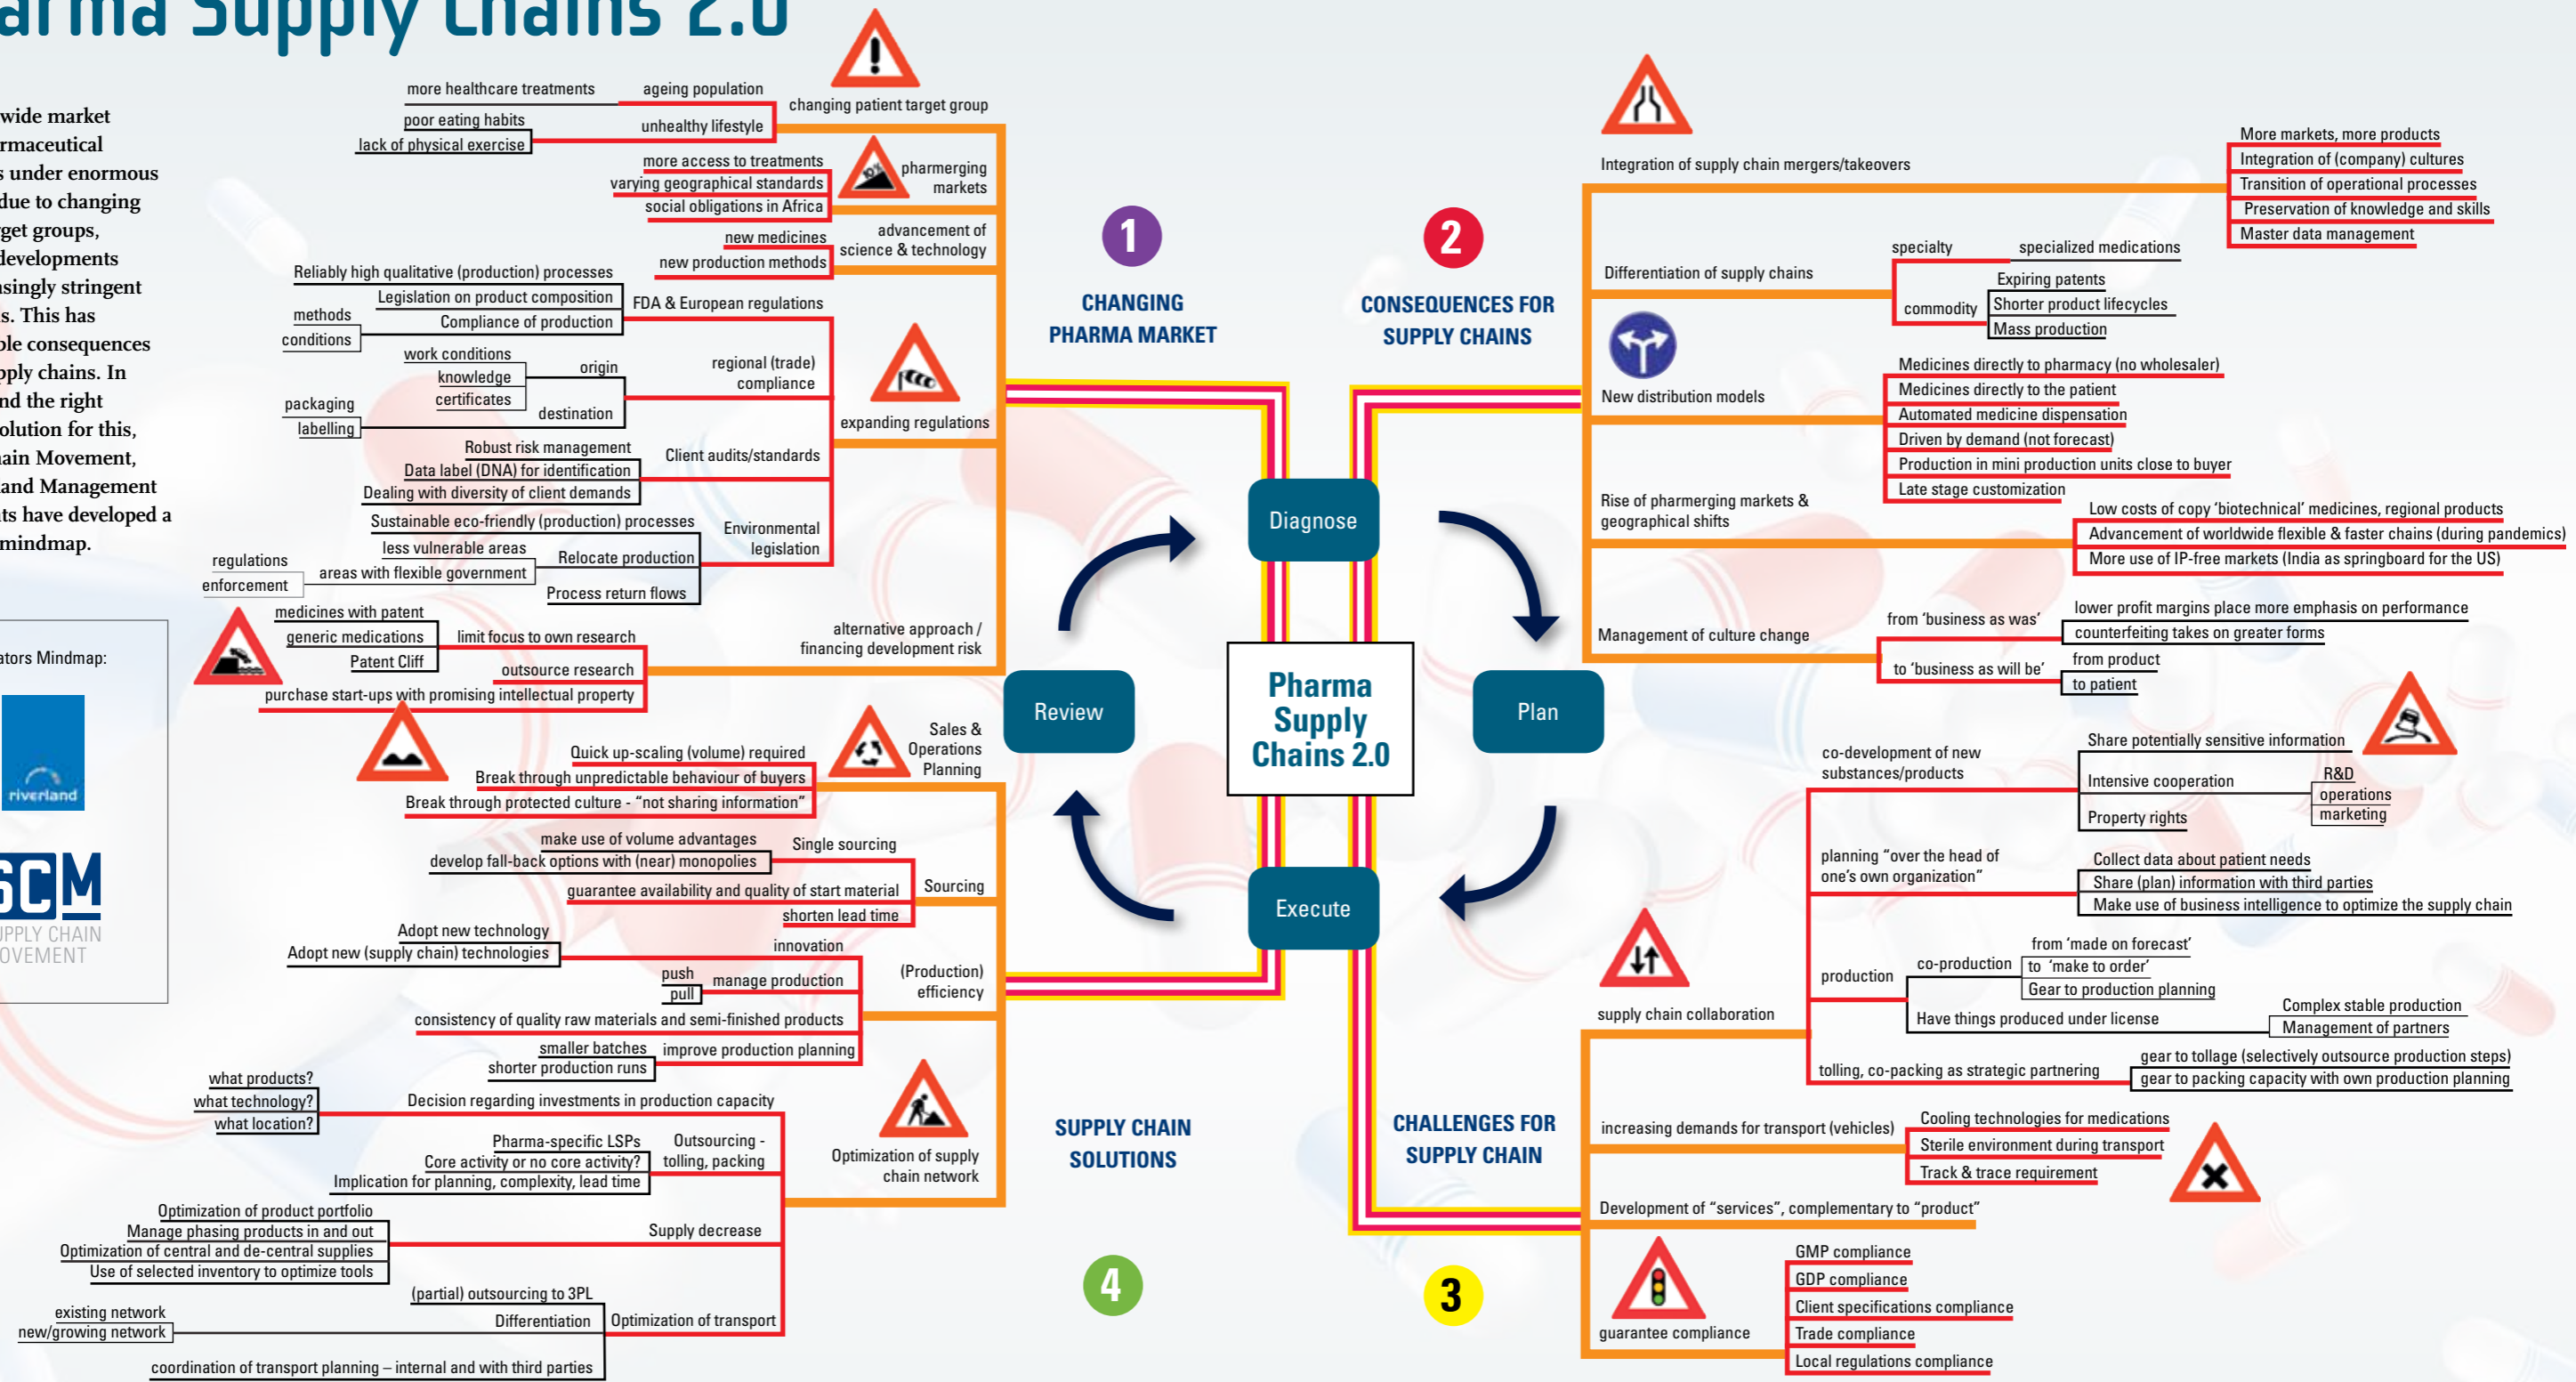 Supply Chains 2.0
wide market
under enormous
due to changing
get groups,
developments
stringent
This has
consequences
supply chains. In
the right
solution for this,
Movement,
and Management
have developed a
mindmap.
Mindmap:
riverland
SCM
SUPPLY CHAIN
MOVEMENT
1
CHANGING
PHARMA MARKET
changing patient target group
ageing population
more healthcare treatments
unhealthy lifestyle
poor eating habits
lack of physical exercise
10%
pharmerging
markets
more access to treatments
varying geographical standards
social obligations in Africa
advancement of
science & technology
new medicines
new production methods
expanding regulations
FDA & European regulations
Reliably high qualitative (production) processes
Legislation on product composition
Compliance of production
methods
conditions
regional (trade)
compliance
origin
work conditions
knowledge
certificates
destination
packaging
labelling
Client audits/standards
Robust risk management
Data label (DNA) for identification
Dealing with diversity of client demands
Environmental
legislation
Sustainable eco-friendly (production) processes
Relocate production
less vulnerable areas
areas with flexible government
regulations
enforcement
Process return flows
alternative approach /
financing development risk
limit focus to own research
medicines with patent
generic medications
Patent Cliff
outsource research
purchase start-ups with promising intellectual property
2
CONSEQUENCES FOR
SUPPLY CHAINS
Integration of supply chain mergers/takeovers
More markets, more products
Integration of (company) cultures
Transition of operational processes
Preservation of knowledge and skills
Master data management
Differentiation of supply chains
specialty
specialized medications
commodity
Expiring patents
Shorter product lifecycles
Mass production
New distribution models
Medicines directly to pharmacy (no wholesaler)
Medicines directly to the patient
Automated medicine dispensation
Driven by demand (not forecast)
Production in mini production units close to buyer
Late stage customization
Rise of pharmerging markets &
geographical shifts
Low costs of copy ‘biotechnical’ medicines, regional products
Advancement of worldwide flexible & faster chains (during pandemics)
More use of IP-free markets (India as springboard for the US)
Management of culture change
from ‘business as was’
lower profit margins place more emphasis on performance
counterfeiting takes on greater forms
to ‘business as will be’
from product
to patient
Diagnose
Plan
Execute
Review
Pharma
Supply
Chains 2.0
3
CHALLENGES FOR
SUPPLY CHAIN
supply chain collaboration
co-development of new
substances/products
Share potentially sensitive information
Intensive cooperation
R&D
operations
marketing
Property rights
planning “over the head of
one’s own organization”
Collect data about patient needs
Share (plan) information with third parties
Make use of business intelligence to optimize the supply chain
production
co-production
from ‘made on forecast’
to ‘make to order’
Gear to production planning
Have things produced under license
Complex stable production
Management of partners
tolling, co-packing as strategic partnering
gear to tollage (selectively outsource production steps)
gear to packing capacity with own production planning
increasing demands for transport (vehicles)
Cooling technologies for medications
Sterile environment during transport
Track & trace requirement
Development of “services”, complementary to “product”
guarantee compliance
GMP compliance
GDP compliance
Client specifications compliance
Trade compliance
Local regulations compliance
4
SUPPLY CHAIN
SOLUTIONS
Sales &
Operations
Planning
Quick up-scaling (volume) required
Break through unpredictable behaviour of buyers
Break through protected culture - “not sharing information”
Sourcing
Single sourcing
make use of volume advantages
develop fall-back options with (near) monopolies
guarantee availability and quality of start material
shorten lead time
(Production)
efficiency
innovation
Adopt new technology
Adopt new (supply chain) technologies
manage production
push
pull
consistency of quality raw materials and semi-finished products
improve production planning
smaller batches
shorter production runs
Optimization of supply
chain network
Decision regarding investments in production capacity
what products?
what technology?
what location?
Outsourcing -
tolling, packing
Pharma-specific LSPs
Core activity or no core activity?
Implication for planning, complexity, lead time
Supply decrease
Optimization of product portfolio
Manage phasing products in and out
Optimization of central and de-central supplies
Use of selected inventory to optimize tools
Optimization of transport
(partial) outsourcing to 3PL
Differentiation
existing network
new/growing network
coordination of transport planning – internal and with third parties